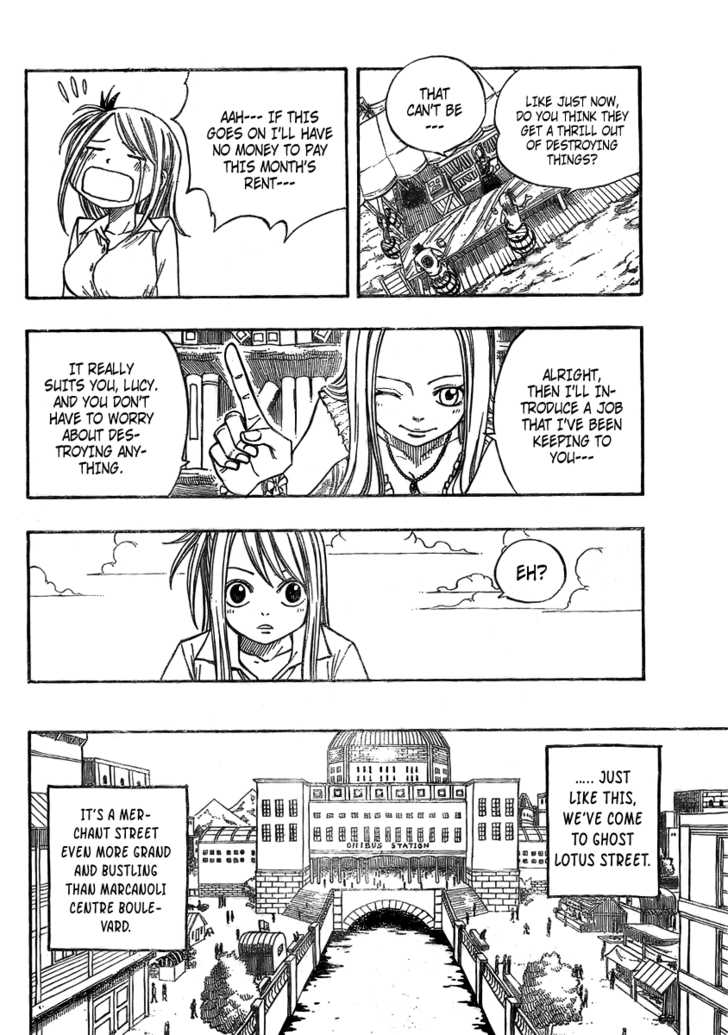 LIKE JUST NOW,
DO YOU THINK THEY
GET A THRILL OUT
OF DESTROYING
THINGS?
THAT
CAN'T BE
---
AAH--- IF THIS
GOES ON I'LL HAVE
NO MONEY TO PAY
THIS MONTH'S
RENT---
ALRIGHT,
THEN I'LL IN-
TRODUCE A JOB
THAT I'VE BEEN
KEEPING TO
YOU---
IT REALLY
SUITS YOU, LUCY.
AND YOU DON'T
HAVE TO WORRY
ABOUT DES-
TROYING ANY-
THING.
EH?
..... JUST
LIKE THIS,
WE'VE COME
TO GHOST
LOTUS STREET.
ONIBUS STATION
IT'S A MER-
CHANT STREET
EVEN MORE GRAND
AND BUSTLING
THAN MARCANOLI
CENTRE BOULE-
VARD.